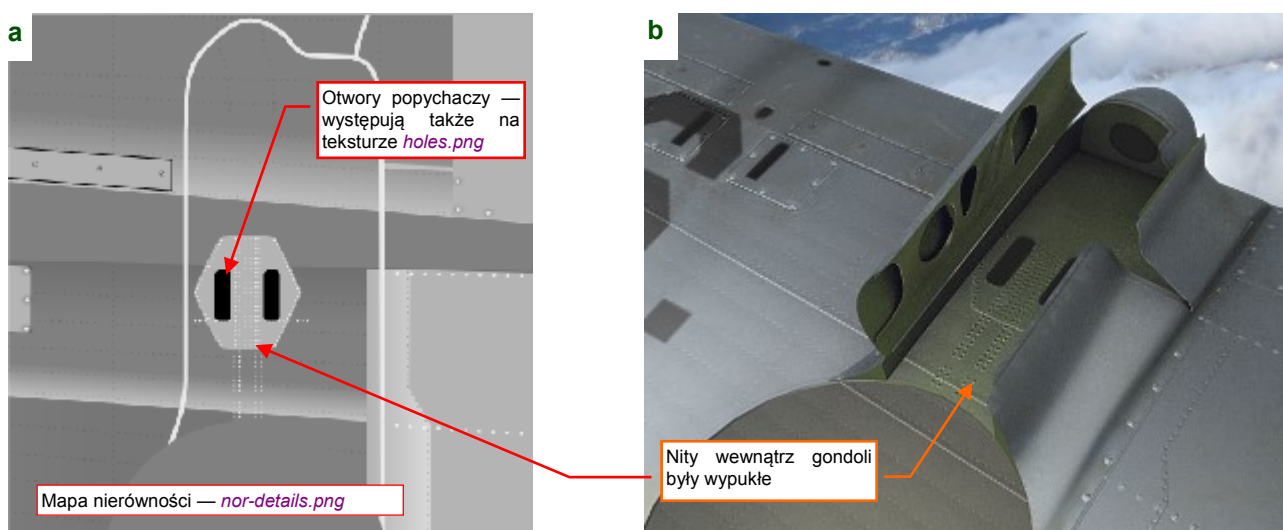 a
b
Otwory popychaczy —
występują także na
teksturze holes.png
Nity wewnątrz gondoli
były wypukłe
Mapa nierówności — nor-details.png